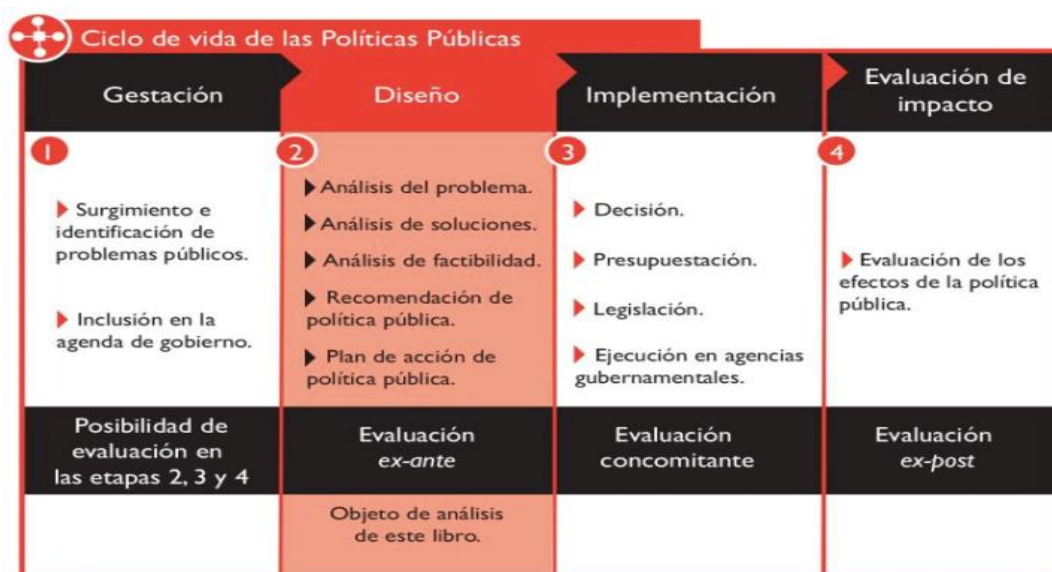 Ciclo de vida de las Políticas Públicas
Gestación
Diseño
Implementación
Evaluación de
impacto
1
Surgimiento e
identificación de
problemas públicos.
Inclusión en la
agenda de gobierno.
2
Análisis del problema.
Análisis de soluciones.
Análisis de factibilidad.
Recomendación de
política pública.
Plan de acción de
política pública.
3
Decisión.
Presupuestación.
Legislación.
Ejecución en agencias
gubernamentales.
4
Evaluación de los
efectos de la política
pública.
Posibilidad de
evaluación en
las etapas 2, 3 y 4
Evaluación
ex-ante
Evaluación
concomitante
Evaluación
ex-post
Objeto de análisis
de este libro.